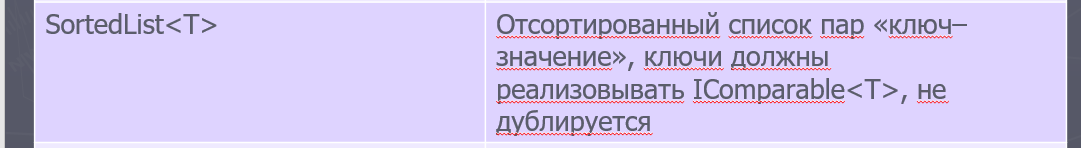 SortedList<T>
Отсортированный список пар «ключ–
значение», ключи должны
реализовывать IComparable<T>, не
дублируется